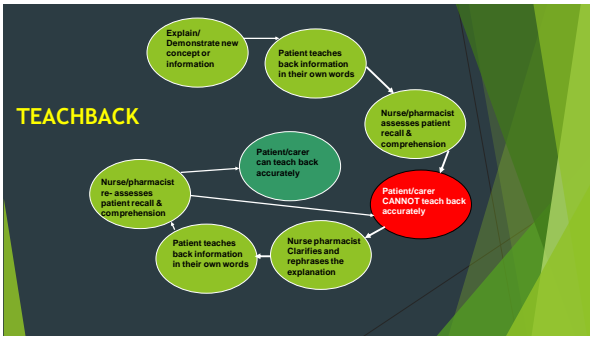 Explain/
Demonstrate new
concept or
information
Patient teaches
back information
in their own words
Nurse/pharmacist
assesses patient
recall &
comprehension
TEACHBACK
Patient/carer
can teach back
accurately
Nurse/pharmacist
re- assesses
patient recall &
comprehension
Patient/carer
CANNOT teach back
accurately
Nurse pharmacist
Clarifies and
rephrases the
explanation
Patient teaches
back information
in their own words